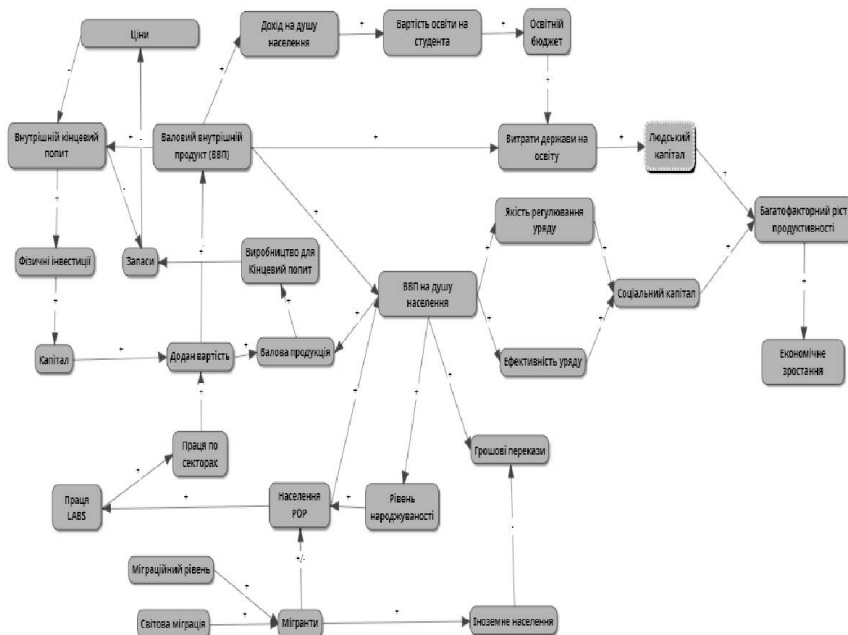 Ціни
Дохід на душу
населення
Вартість освіти на
студента
Освітній
бюджет
Внутрішній кінцевий
попит
Валовий внутрішній
продукт (ВВП)
Витрати держави на
освіту
Людський
капітал
Фізичні інвестиції
Запаси
Виробництво для
Кінцевий попит
ВВП на душу
населення
Якість регулювання
уряду
Соціальний капітал
Багатофакторний ріст
продуктивності
Капітал
Додан вартість
Валова продукція
Ефективність уряду
Економічне
зростання
Праця по
секторах
Грошові перекази
Праця
LABS
Населення
POP
Рівень
народжуваності
+/-
Міграційний рівень
Світова міграція
Мігранти
Іноземне население